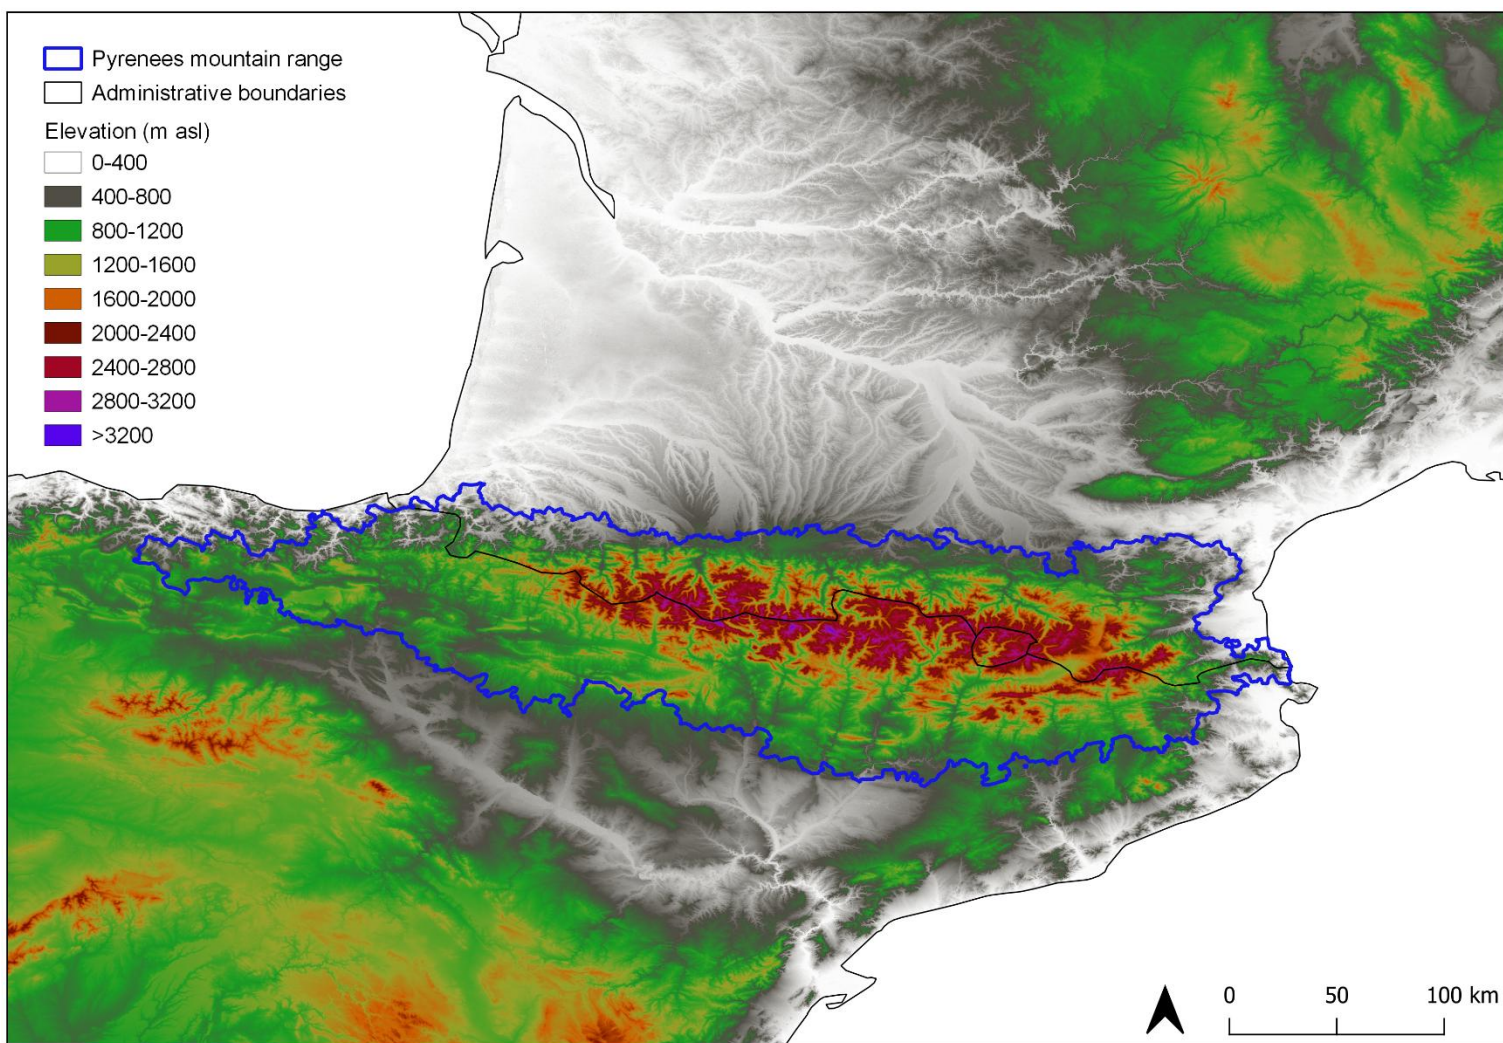 Pyrenees mountain range
Administrative boundaries
Elevation (m asl)
0-400
400-800
800-1200
1200-1600
1600-2000
2000-2400
2400-2800
2800-3200
>3200
0 50 100 km